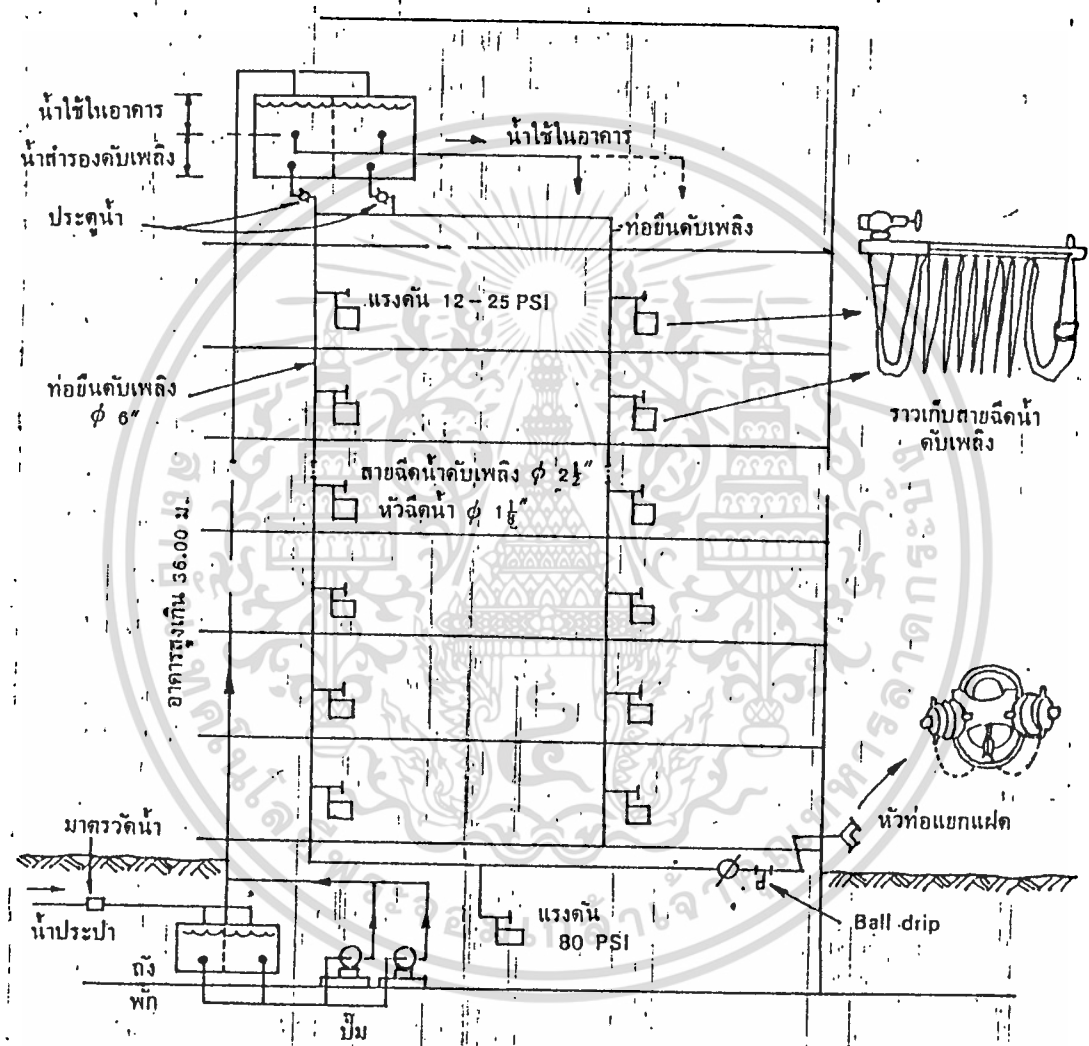 น้ำใช้ในอาคาร
น้ำสำรองดับเพลิง
น้ำใช้ในอาคาร
ประตูน้ำ
ท่อยืนดับเพลิง
แรงดัน 12-25 PSI
ท่อยืนดับเพลิง
φ 6"
ราวเก็บสายฉีดน้ำ
ดับเพลิง
สายฉีดน้ำดับเพลิง φ 2½"
หัวฉีดน้ำ φ 1⅛"
อาคารสูงเกิน 36.00 ม.
มาตรวัดน้ำ
หัวท่อแยกแฝด
น้ำประปา
แรงดัน
80 PSI
Ball drip
ถัง
พัก
ปั๊ม